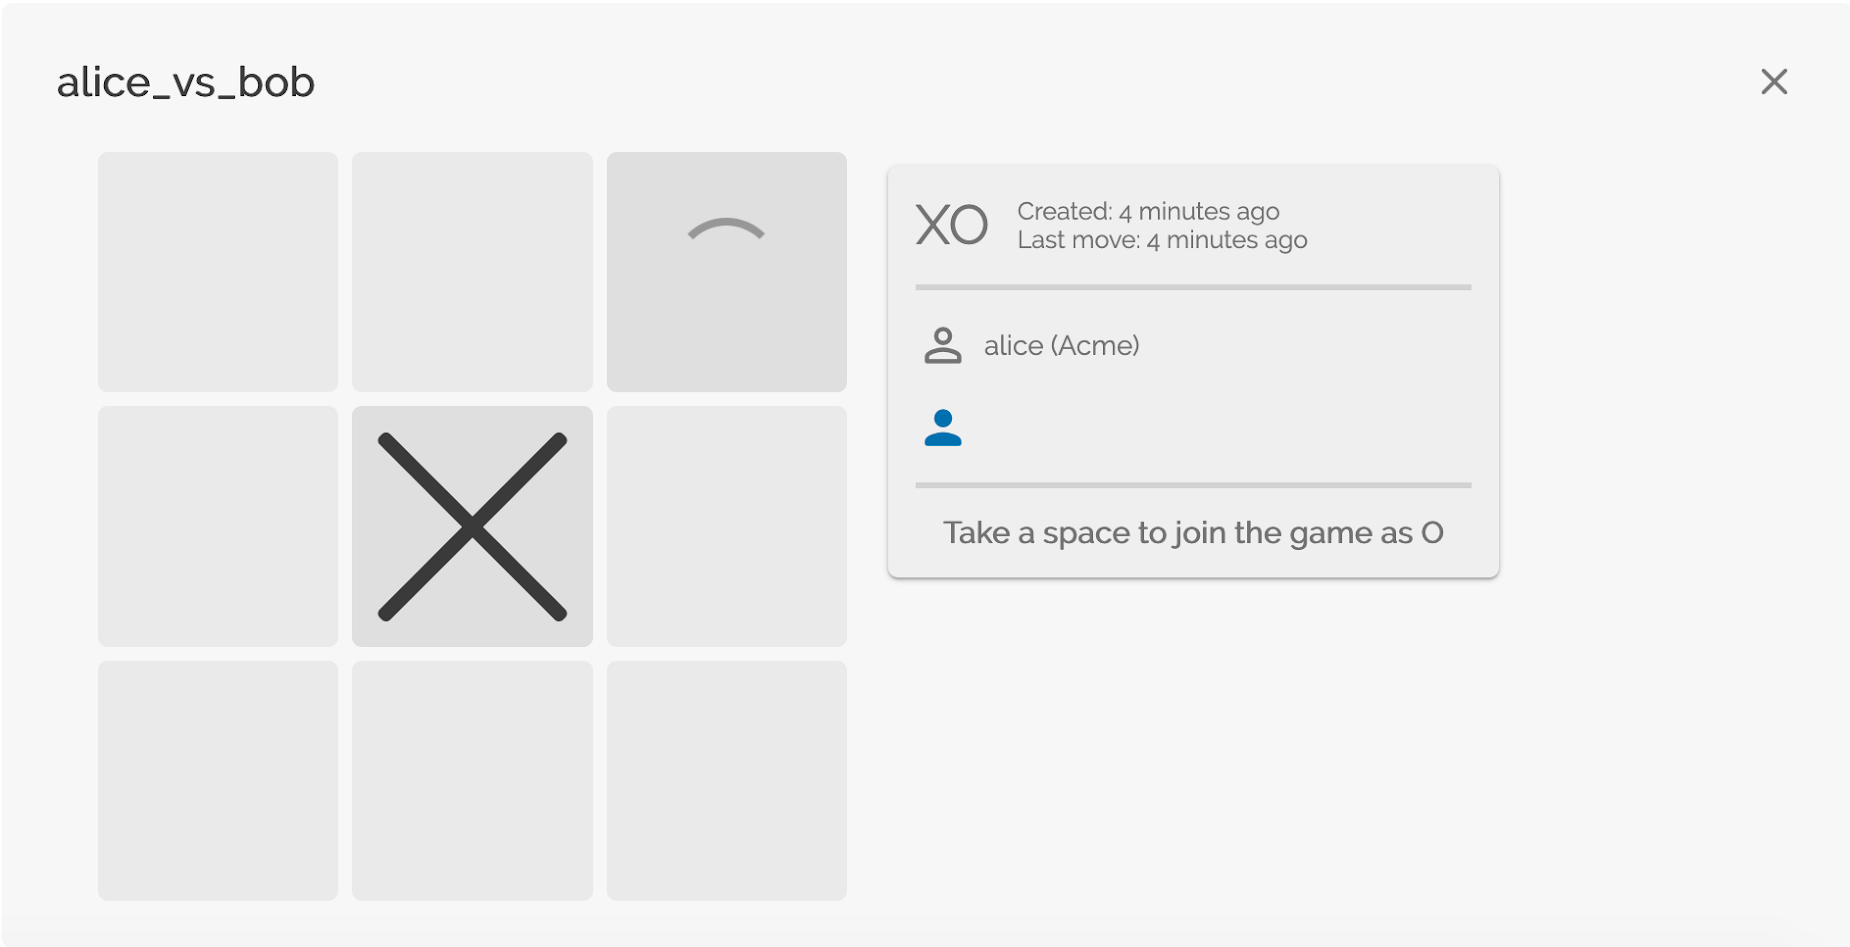 alice_vs_bob
XO
Created: 4 minutes ago
Last move: 4 minutes ago
alice (Acme)
Take a space to join the game as O